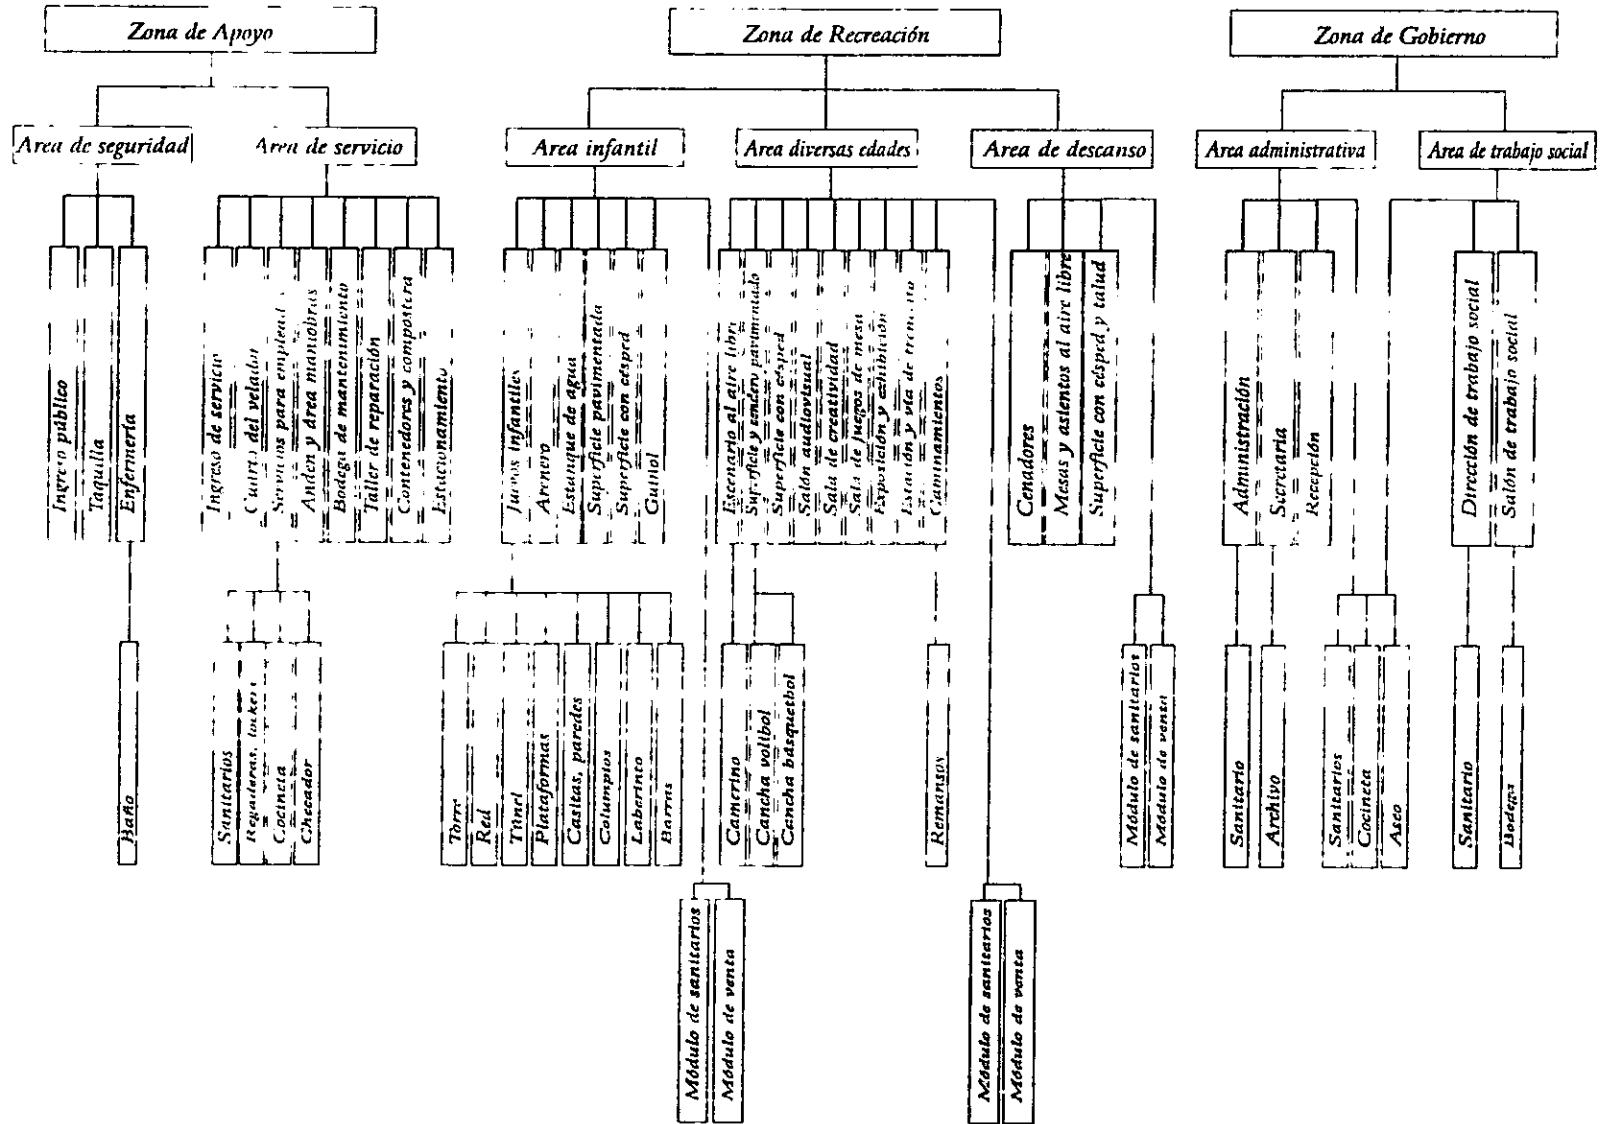 Zona de Apoyo
Zona de Recreación
Zona de Gobierno
Area de seguridad
Area de servicio
Area infantil
Area diversas edades
Area de descanso
Area administrativa
Area de trabajo social
Ingreso público
Taquilla
Enfermería
Ingreso de servicio
Cuarto del velador
Servicios para
Andén y área maniobras
Bodega de mantenimiento
Taller de reparación
Contenedores y compostera
Estacionamiento
Juegos infantiles
Arenero
Estanque de agua
Superficie pavimentada
Superficie con césped
Guiñol
Escenario al aire libre
Superficie y pavimentado
Superficie con césped
Salón audiovisual
Sala de creatividad
Sala de juegos de mesa
Exposición y exhibición
Estación y vía de trenecito
Caminamientos
Cenadores
Mesas y asientos al aire libre
Superficie con césped y talud
Administración
Secretaria
Recepción
Dirección de trabajo social
Salón de trabajo social
Baño
Sanitarios
Regaderas, lockers
Cocineta
Checador
Torre
Red
Túnel
Plataformas
Casitas, paredes
Columpios
Laberinto
Barras
Camerino
Cancha volibol
Cancha básquetbol
Remansos
Módulo de sanitarios
Módulo de venta
Sanitario
Archivo
Sanitarios
Cocineta
Aseo
Sanitario
Bodega
Módulo de sanitarios
Módulo de venta
Módulo de sanitarios
Módulo de venta